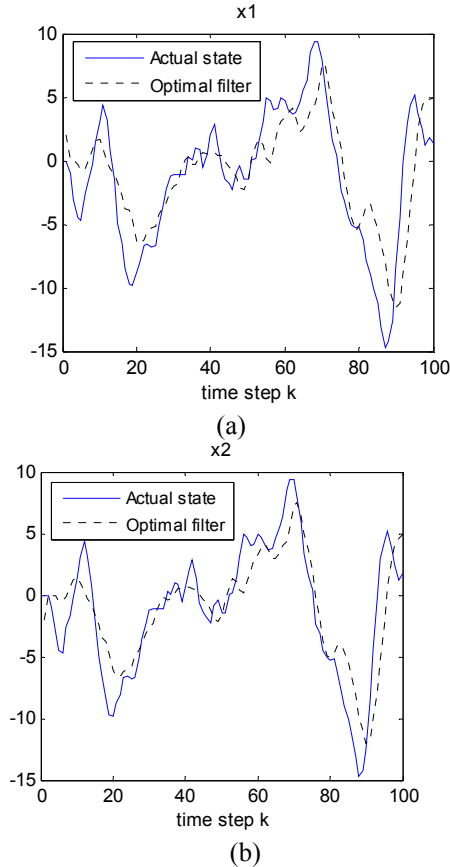 x1
10
Actual state
Optimal filter
5
0
-5
-10
-15
0 20 40 60 80 100
time step k
(a)
x2
10
Actual state
Optimal filter
5
0
-5
-10
-15
0 20 40 60 80 100
time step k
(b)